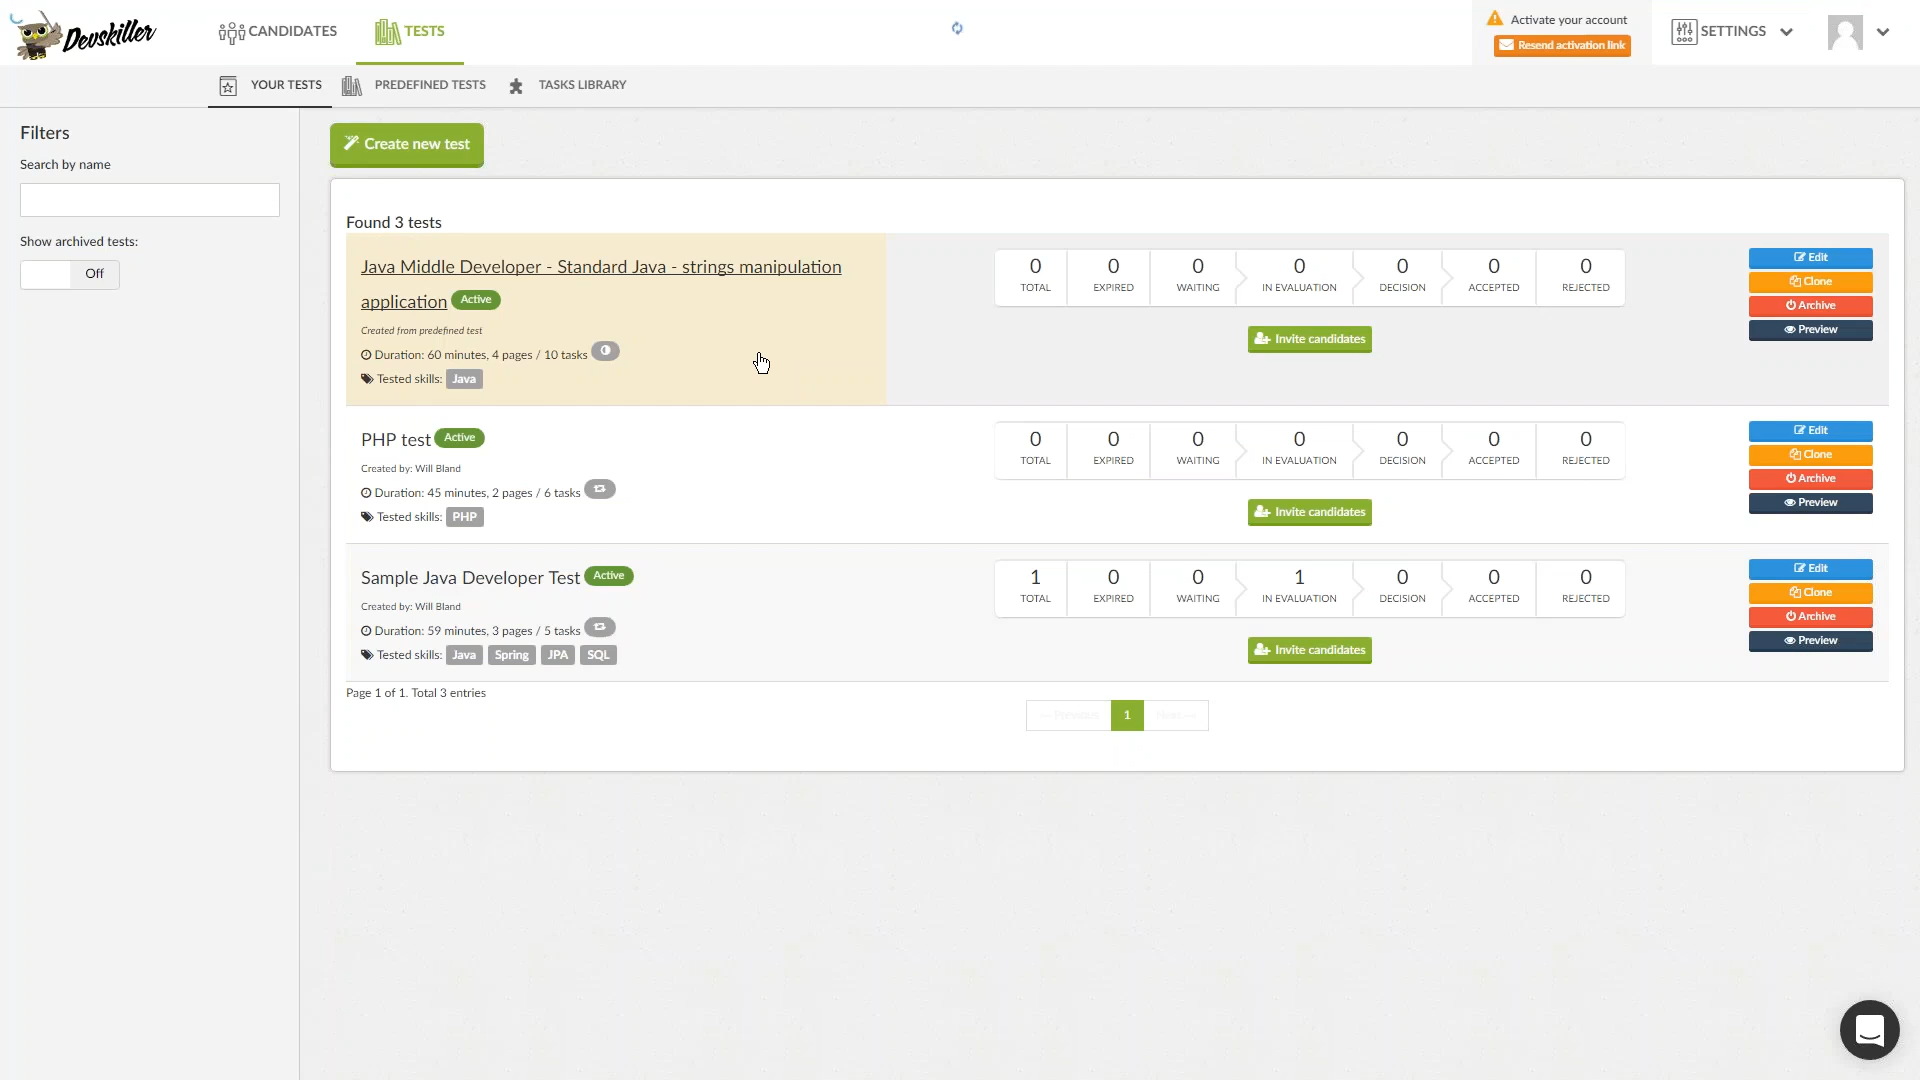 Devskiller
CANDIDATES
TESTS
Activate your account
Resend activation link
SETTINGS
YOUR TESTS
PREDEFINED TESTS
TASKS LIBRARY
Filters
Search by name
Show archived tests:
Off
Create new test
Found 3 tests
Java Middle Developer - Standard Java - strings manipulation
application Active
Created from predefined test
Duration: 60 minutes, 4 pages / 10 tasks
Tested skills: Java
0 0 0 0 0 0 0
TOTAL EXPIRED WAITING IN EVALUATION DECISION ACCEPTED REJECTED
Invite candidates
Edit
Clone
Archive
Preview
PHP test Active
Created by: Will Bland
Duration: 45 minutes, 2 pages / 6 tasks
Tested skills: PHP
0 0 0 0 0 0 0
TOTAL EXPIRED WAITING IN EVALUATION DECISION ACCEPTED REJECTED
Invite candidates
Edit
Clone
Archive
Preview
Sample Java Developer Test Active
Created by: Will Bland
Duration: 59 minutes, 3 pages / 5 tasks
Tested skills: Java Spring JPA SQL
1 0 0 1 0 0 0
TOTAL EXPIRED WAITING IN EVALUATION DECISION ACCEPTED REJECTED
Invite candidates
Edit
Clone
Archive
Preview
Page 1 of 1. Total 3 entries
← Previous 1 Next →